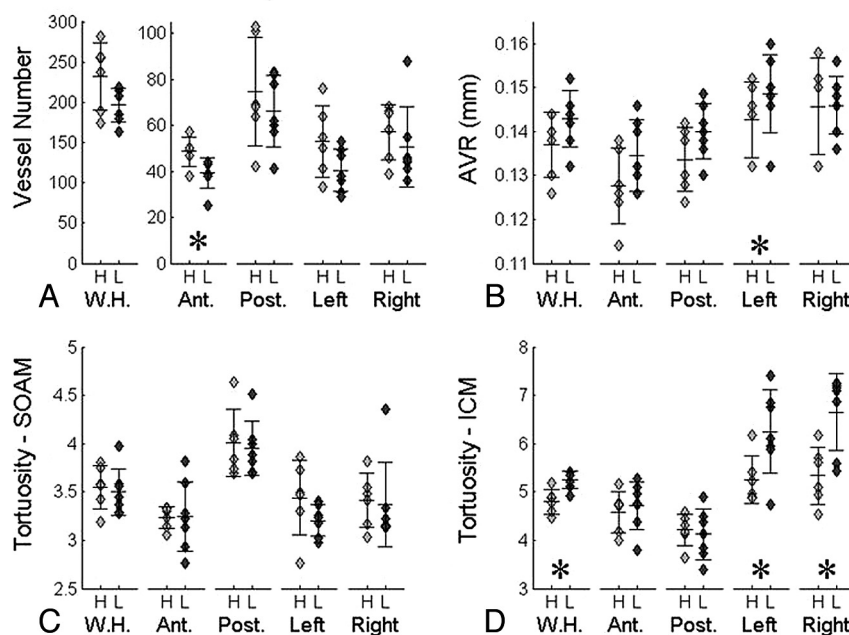 300
250
200
150
100
50
0
Vessel Number
100
80
60
40
20
0
*
H L H L H L H L H L
W.H. Ant. Post. Left Right
A
0.16
0.15
0.14
0.13
0.12
0.11
AVR (mm)
*
H L H L H L H L H L
W.H. Ant. Post. Left Right
B
5
4.5
4
3.5
3
2.5
Tortuosity - SOAM
H L H L H L H L H L
W.H. Ant. Post. Left Right
C
8
7
6
5
4
3
Tortuosity - ICM
* * *
H L H L H L H L H L
W.H. Ant. Post. Left Right
D